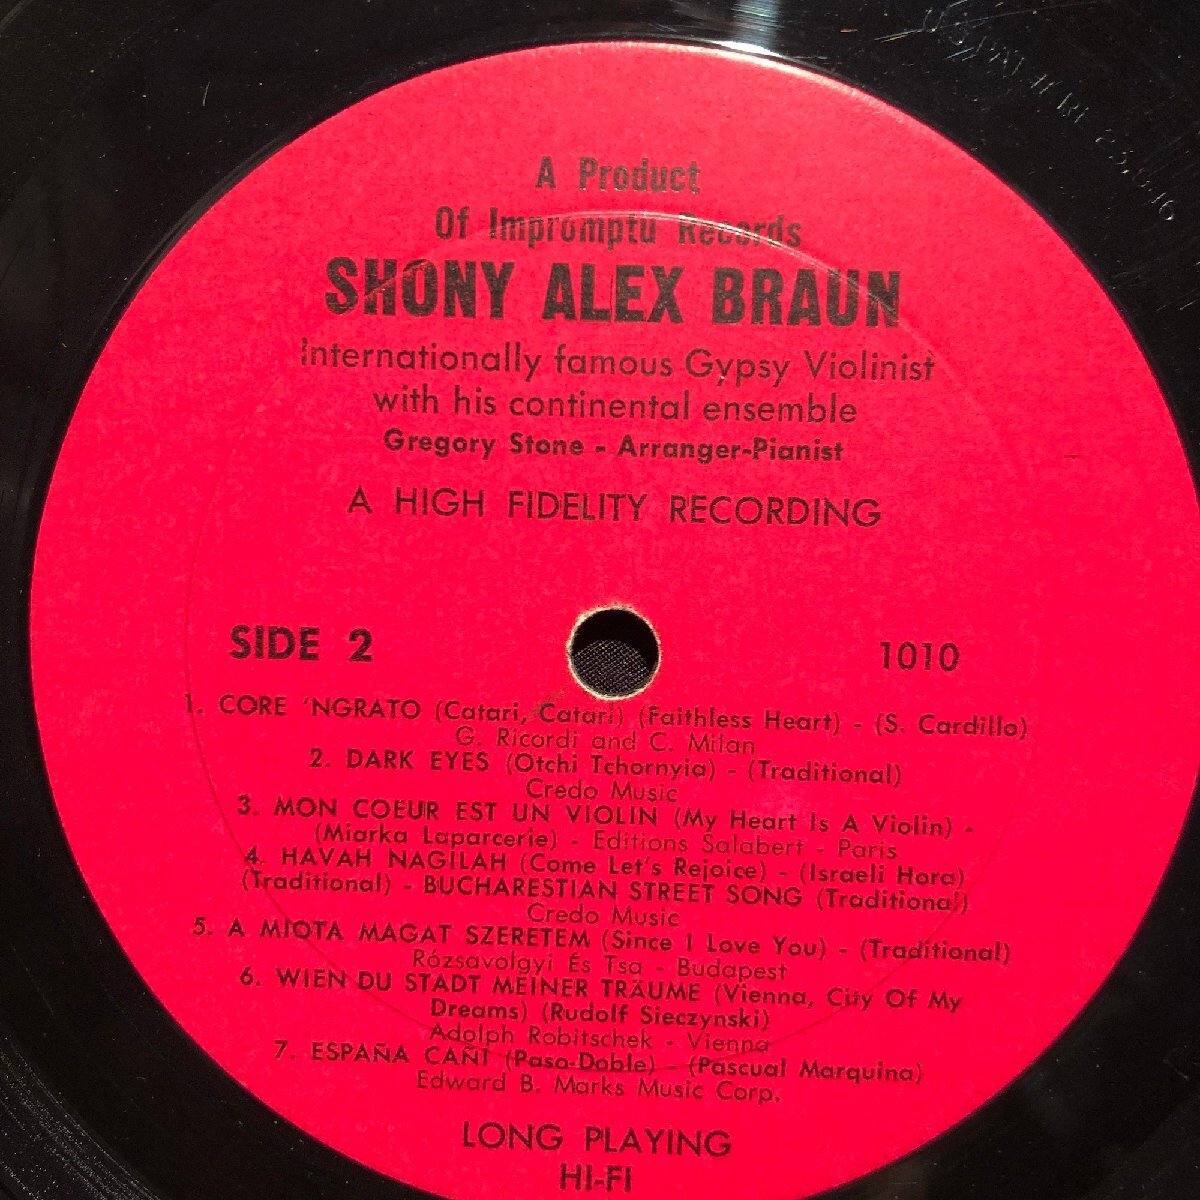 A Product
Of Impromptu Records
SHONY ALEX BRAUN
Internationally famous Gypsy Violinist
with his continental ensemble
Gregory Stone - Arranger-Pianist
A HIGH FIDELITY RECORDING
SIDE 2
1010
1. CORE 'NGRATO (Catari, Catari) (Faithless Heart) - (S. Cardillo)
G. Ricordi and C. Milan
2. DARK EYES (Otchi Tchornyia) - (Traditional)
Credo Music
3. MON COEUR EST UN VIOLIN (My Heart Is A Violin) -
(Miarka Laparcerie) - Editions Salabert - Paris
4. HAVAH NAGILAH (Come Let's Rejoice) - (Israeli Hora)
(Traditional) - BUCHARESTIAN STREET SONG (Traditional)
Credo Music
5. A MIOTA MAGAT SZERETEM (Since I Love You) - (Traditional)
Rózsavolgyi És Tsa - Budapest
6. WIEN DU STADT MEINER TRÄUME (Vienna, City Of My
Dreams) (Rudolf Sieczynski)
Adolph Robitschek - Vienna
7. ESPAÑA CAÑI (Paso-Doble) - (Pascual Marquina)
Edward B. Marks Music Corp.
LONG PLAYING
HI-FI